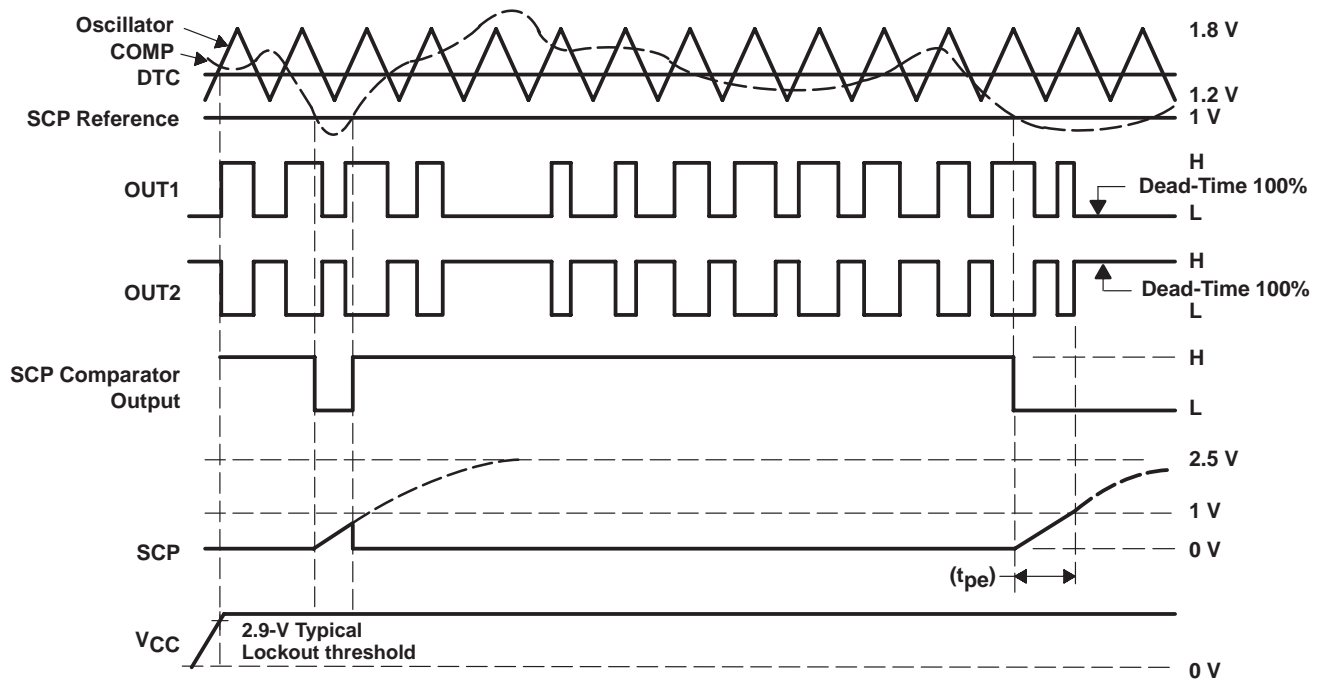 Oscillator
COMP
DTC
SCP Reference
1.8 V
1.2 V
1 V
OUT1
H
Dead-Time 100%
L
OUT2
H
Dead-Time 100%
L
SCP Comparator
Output
H
L
2.5 V
1 V
SCP
0 V
(tpe)
VCC
2.9-V Typical
Lockout threshold
0 V